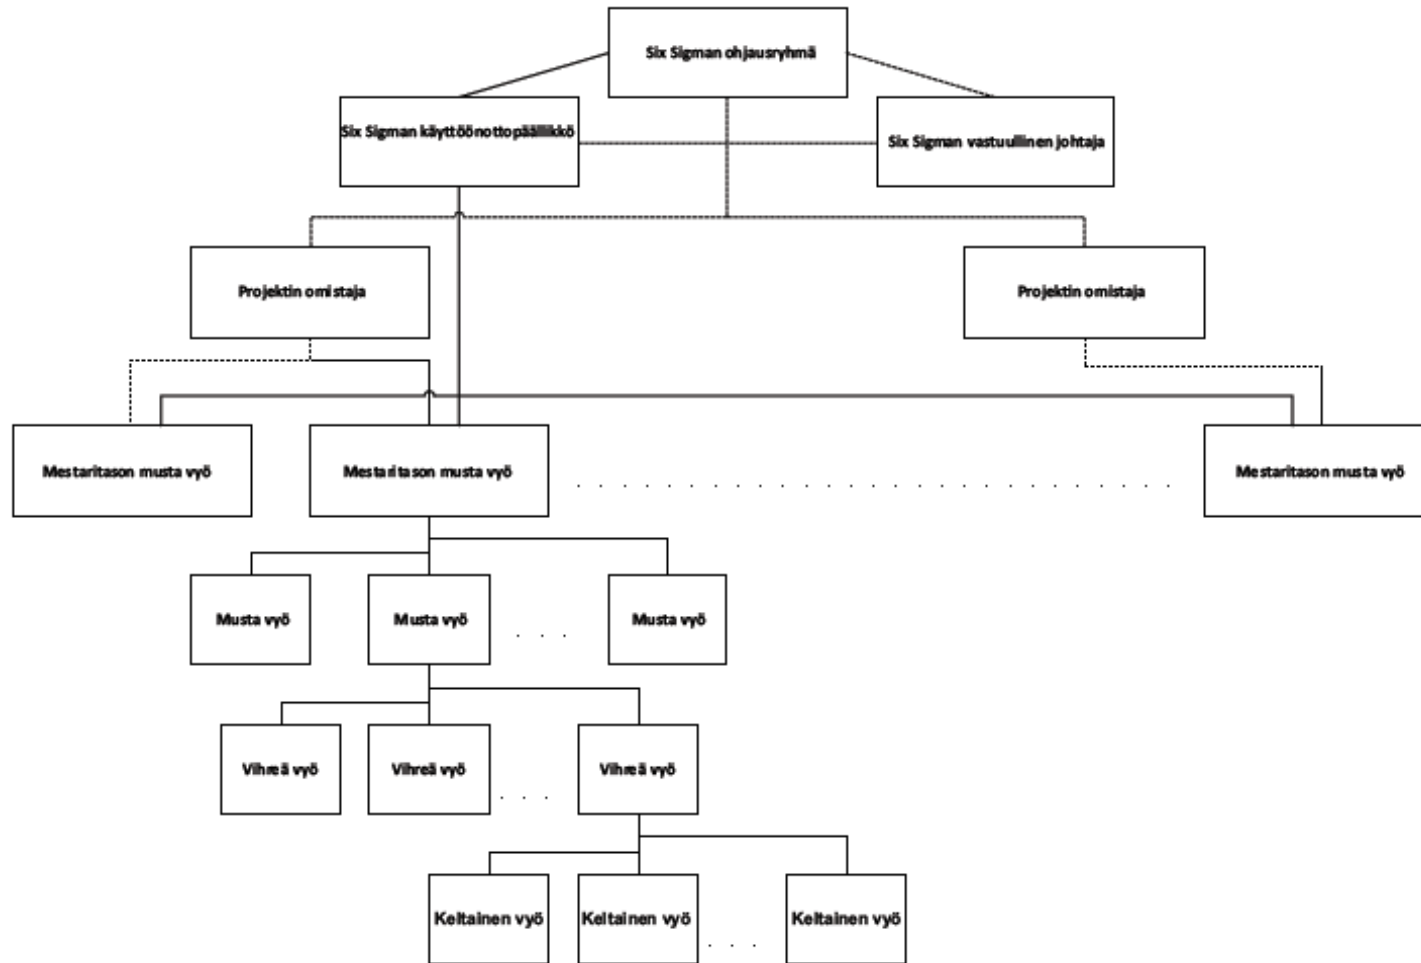 Six Sigman ohjausryhmä
Six Sigman käyttöönottopäällikkö
Six Sigman vastuullinen johtaja
Projektin omistaja
Projektin omistaja
Mestaritason musta vyö
Mestaritason musta vyö
Mestaritason musta vyö
Musta vyö
Musta vyö
Musta vyö
Vihreä vyö
Vihreä vyö
Vihreä vyö
Keltainen vyö
Keltainen vyö
Keltainen vyö